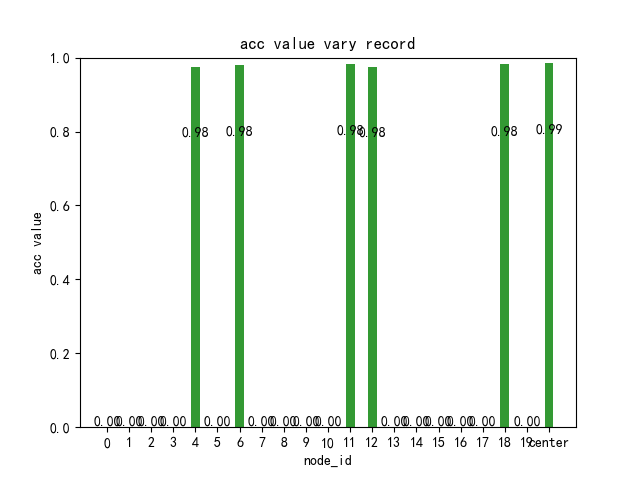 acc value vary record
acc value
1.0
0.8
0.6
0.4
0.2
0.0
0.98 0.98 0.98 0.98 0.98 0.99
0.00 0.00 0.00 0.00 0.00 0.00 0.00 0.00 0.00 0.00 0.00 0.00 0.00 0.00 0.00
0 1 2 3 4 5 6 7 8 9 10 11 12 13 14 15 16 17 18 19 center
node_id